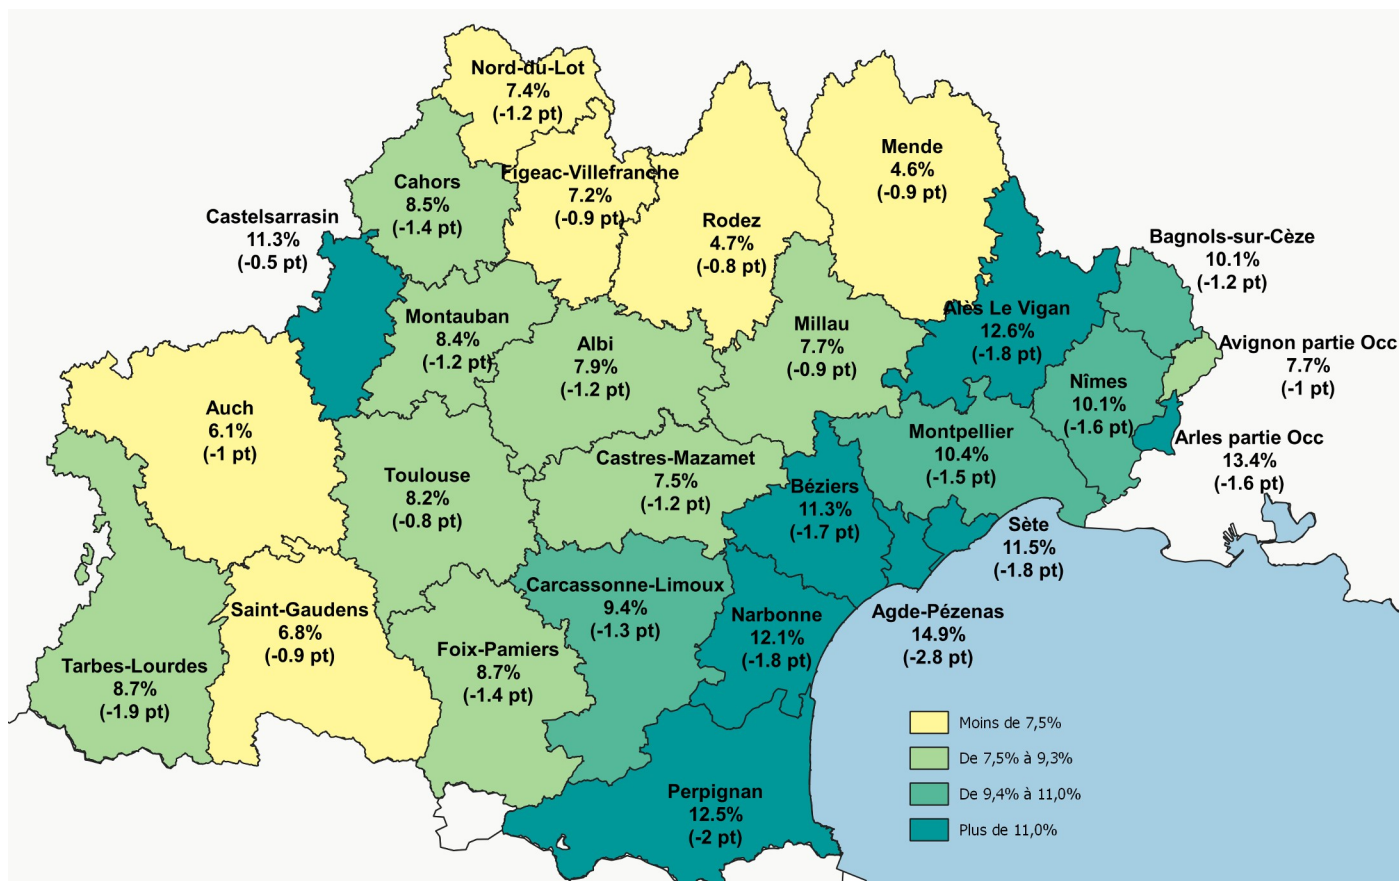 Nord-du-Lot
7.4%
(-1.2 pt)
Mende
4.6%
(-0.9 pt)
Figeac-Villefranche
7.2%
(-0.9 pt)
Cahors
8.5%
(-1.4 pt)
Castelsarrasin
11.3%
(-0.5 pt)
Rodez
4.7%
(-0.8 pt)
Bagnols-sur-Cèze
10.1%
(-1.2 pt)
Montauban
8.4%
(-1.2 pt)
Albi
7.9%
(-1.2 pt)
Millau
7.7%
(-0.9 pt)
Alès Le Vigan
12.6%
(-1.8 pt)
Avignon partie Occ
7.7%
(-1 pt)
Nîmes
10.1%
(-1.6 pt)
Auch
6.1%
(-1 pt)
Montpellier
10.4%
(-1.5 pt)
Arles partie Occ
13.4%
(-1.6 pt)
Toulouse
8.2%
(-0.8 pt)
Castres-Mazamet
7.5%
(-1.2 pt)
Béziers
11.3%
(-1.7 pt)
Sète
11.5%
(-1.8 pt)
Carcassonne-Limoux
9.4%
(-1.3 pt)
Saint-Gaudens
6.8%
(-0.9 pt)
Narbonne
12.1%
(-1.8 pt)
Agde-Pézenas
14.9%
(-2.8 pt)
Foix-Pamiers
8.7%
(-1.4 pt)
Tarbes-Lourdes
8.7%
(-1.9 pt)
Perpignan
12.5%
(-2 pt)
Moins de 7,5%
De 7,5% à 9,3%
De 9,4% à 11,0%
Plus de 11,0%